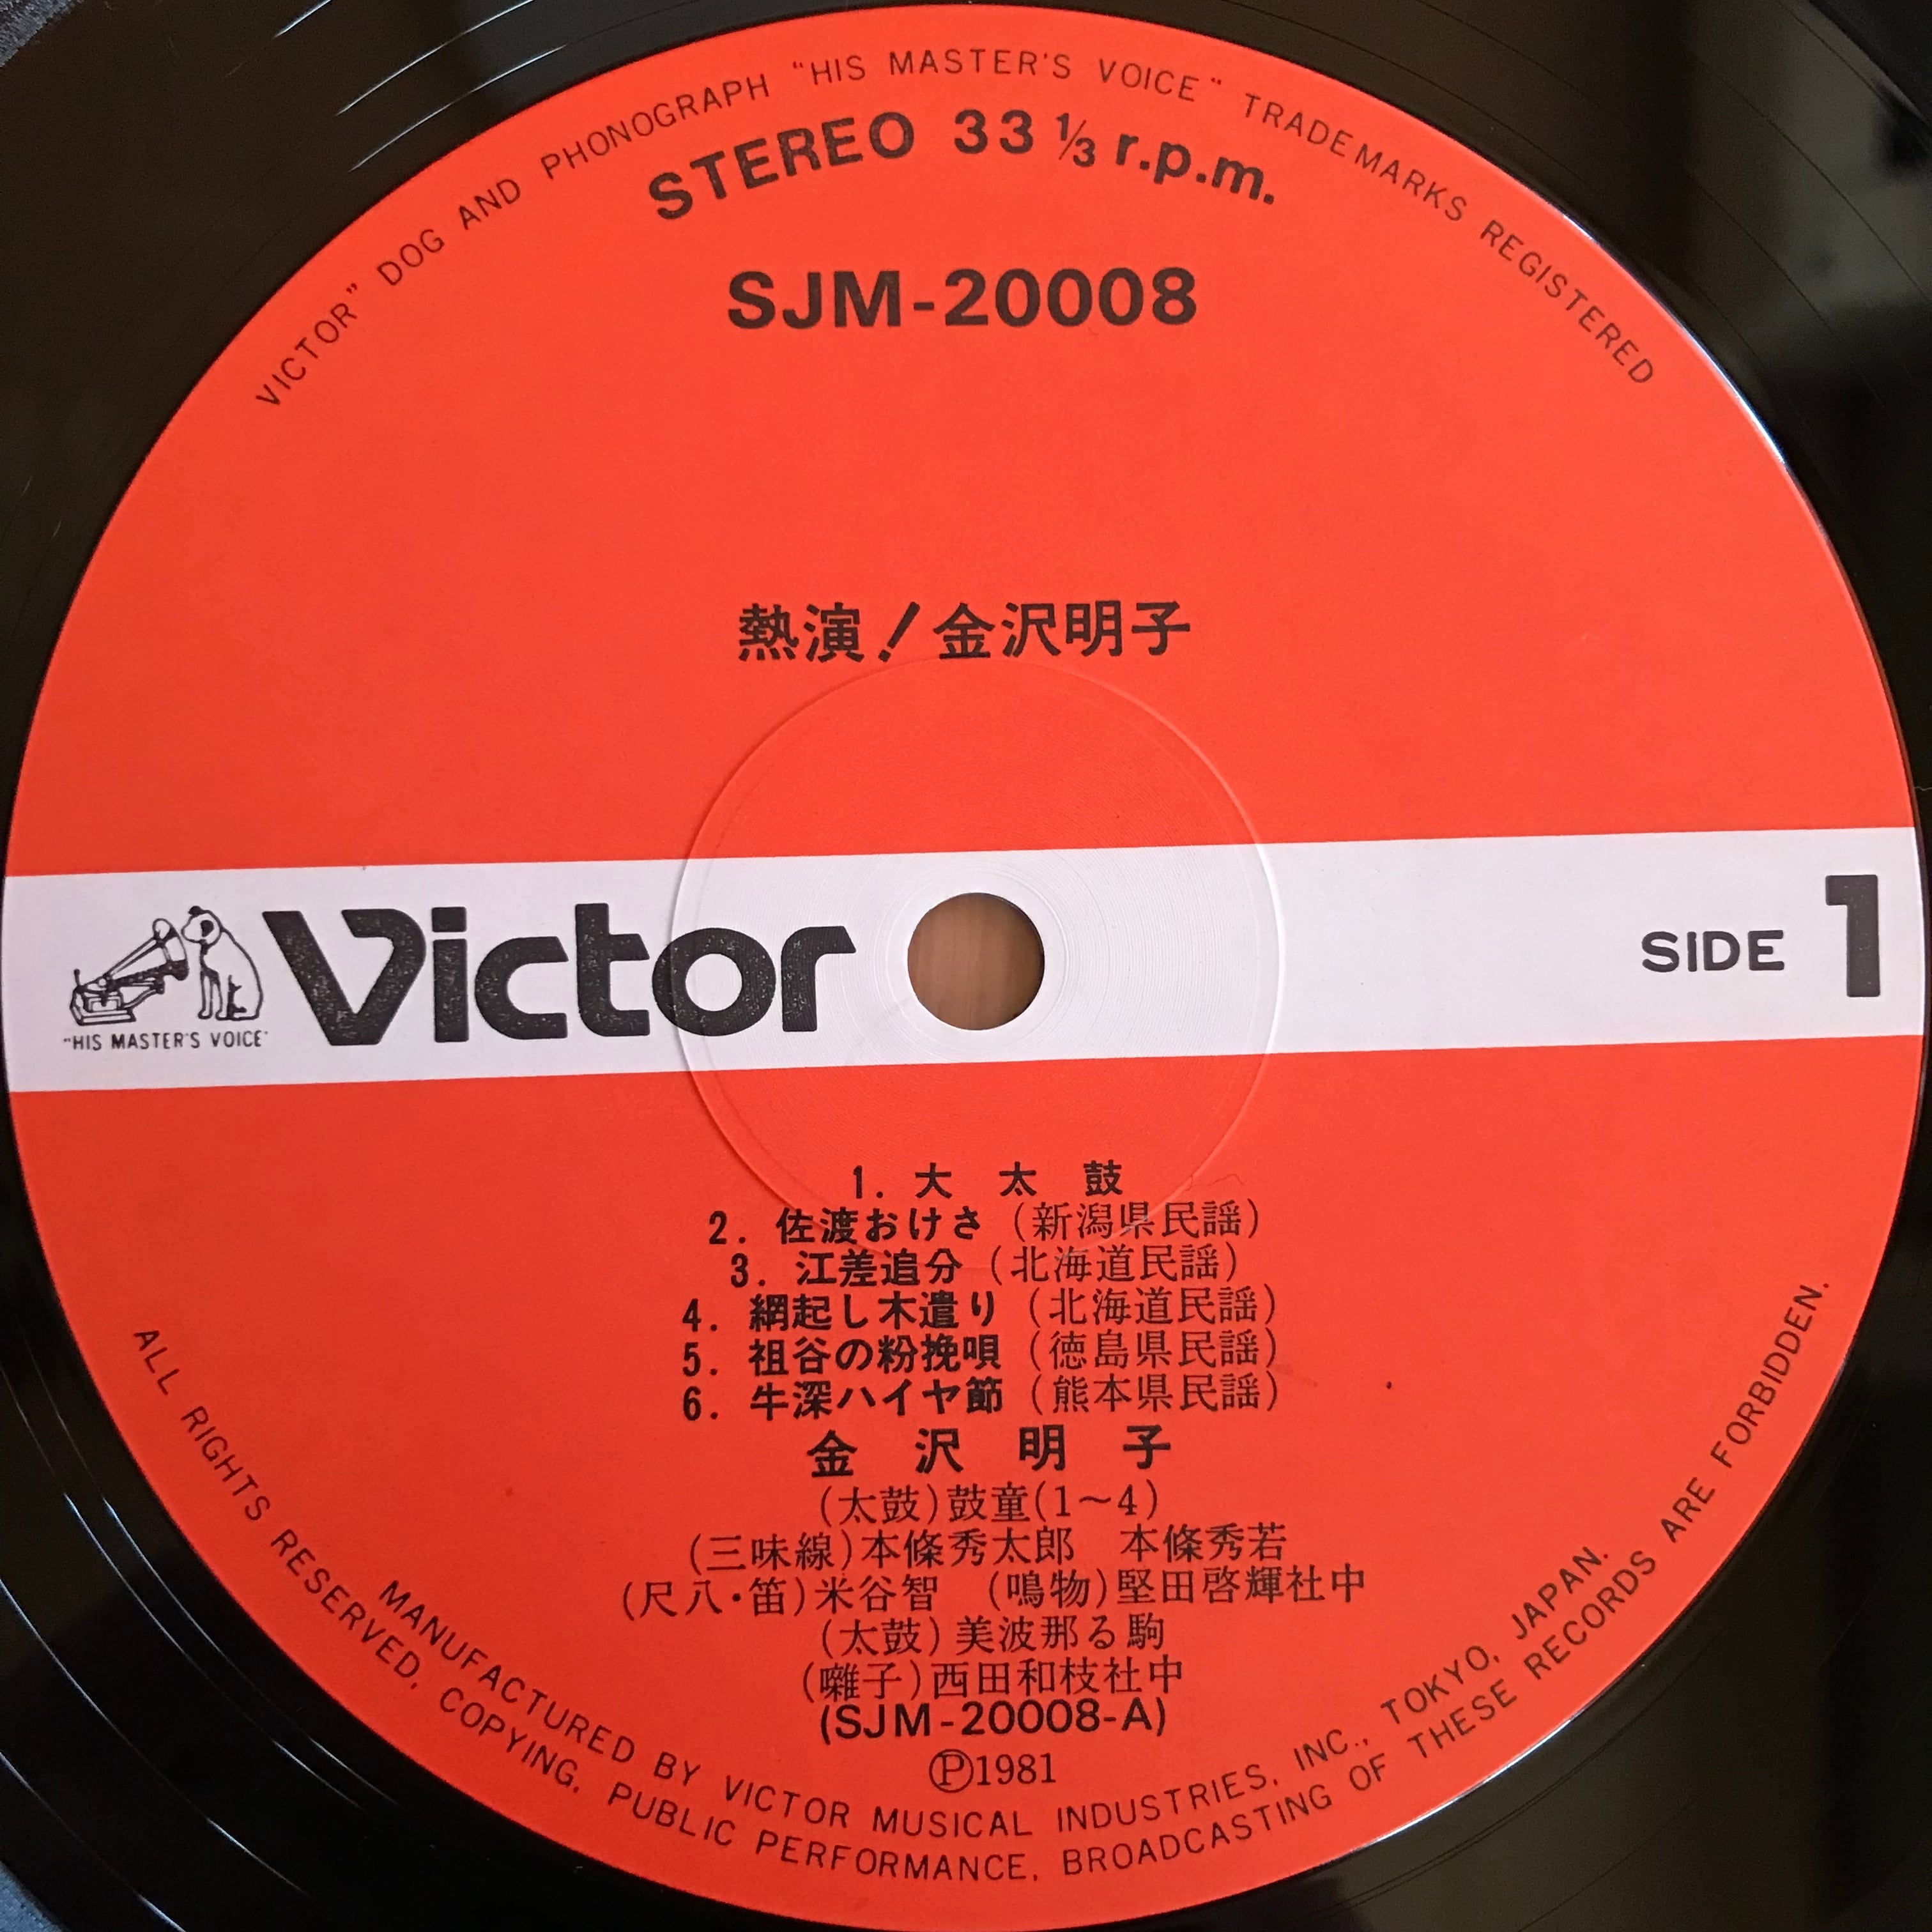 VICTOR" DOG AND PHONOGRAPH "HIS MASTER'S VOICE" TRADEMARKS REGISTERED
STEREO 33 1/3 r.p.m.
SJM-20008
熱演!金沢明子
Victor
"HIS MASTER'S VOICE"
SIDE 1
1. 大 太 鼓
2. 佐渡おけさ (新潟県民謡)
3. 江差追分 (北海道民謡)
4. 網起し木遣り (北海道民謡)
5. 祖谷の粉挽唄 (徳島県民謡)
6. 牛深ハイヤ節 (熊本県民謡)
金 沢 明 子
(太鼓)鼓童(1～4)
(三味線)本條秀太郎 本條秀若
(尺八・笛)米谷智 (鳴物)堅田啓輝社中
(太鼓)美波那る駒
(囃子)西田和枝社中
(SJM-20008-A)
Ⓟ1981
MANUFACTURED BY VICTOR MUSICAL INDUSTRIES, INC., TOKYO, JAPAN.
ALL RIGHTS RESERVED, COPYING, PUBLIC PERFORMANCE, BROADCASTING OF THESE RECORDS ARE FORBIDDEN.